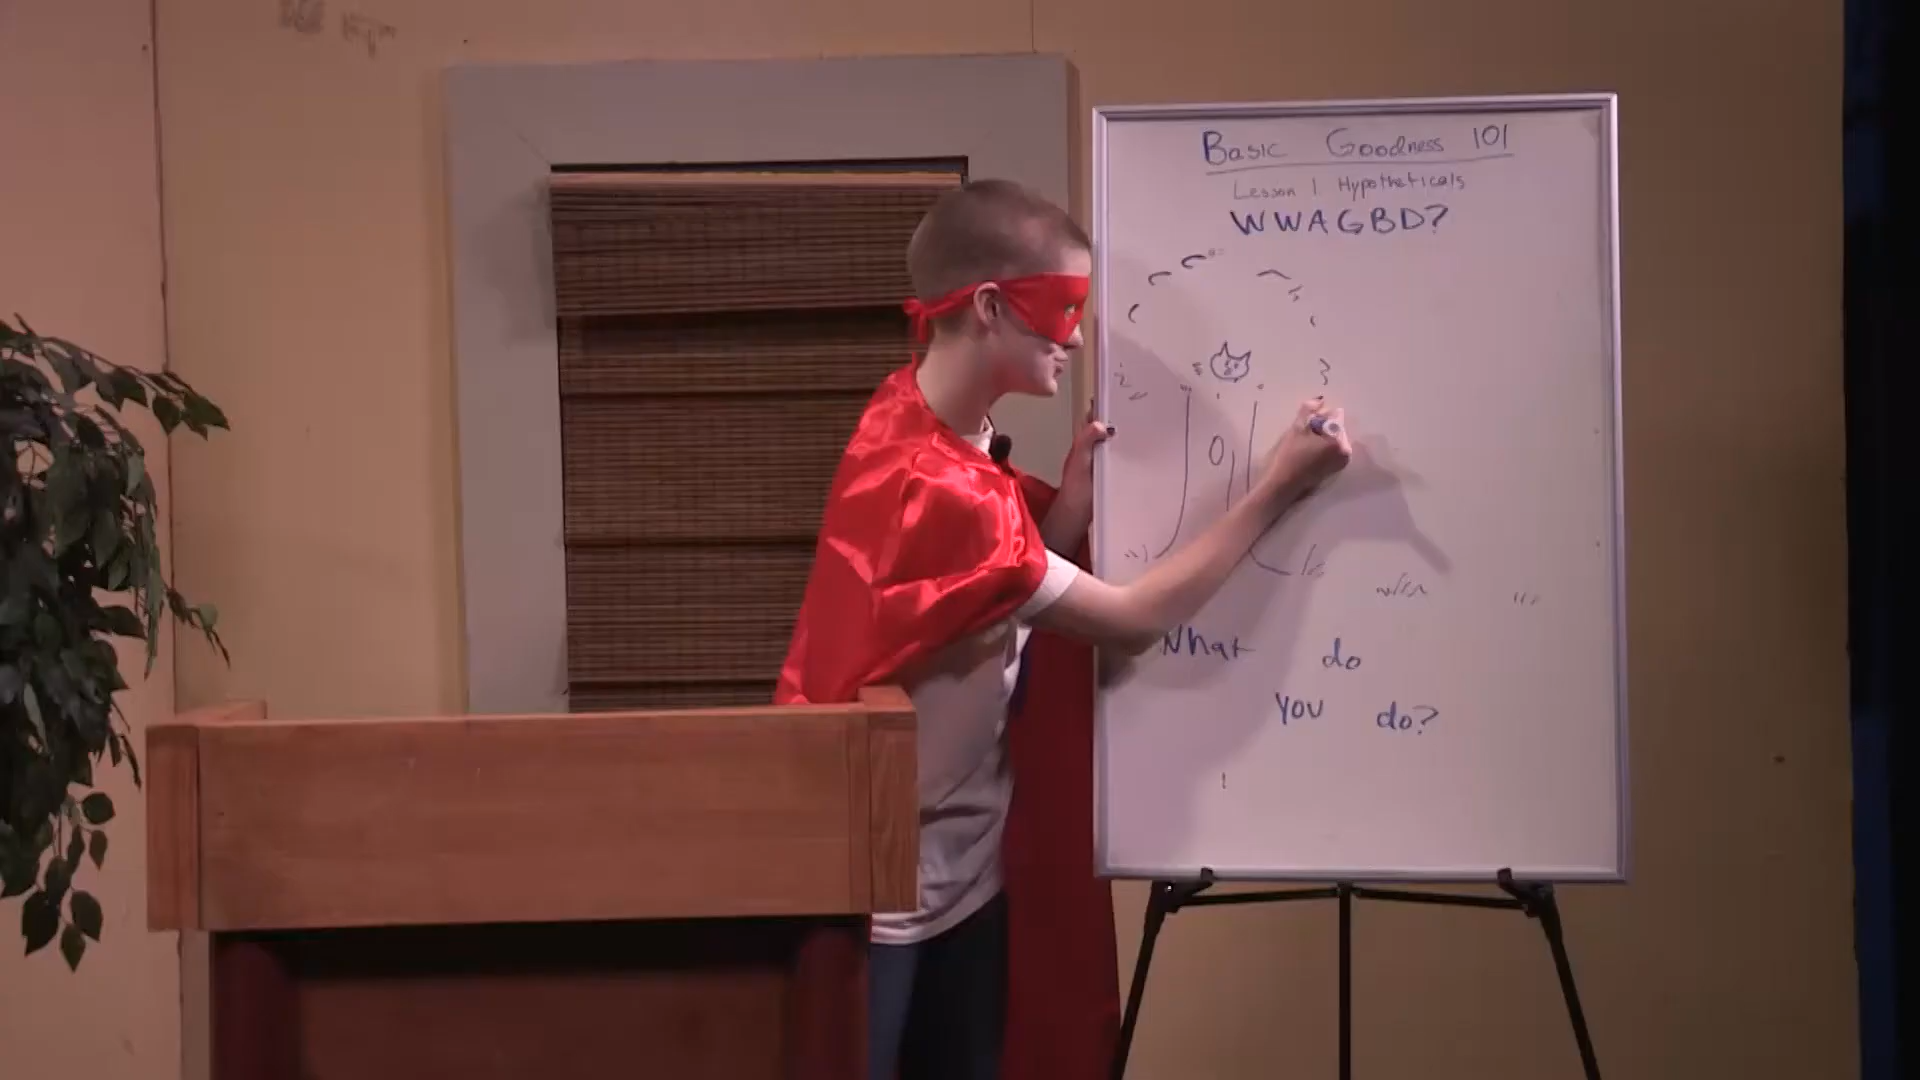 Basic Goodness 101
Lesson 1 Hypotheticals
WWAGBD?
What do
you do?